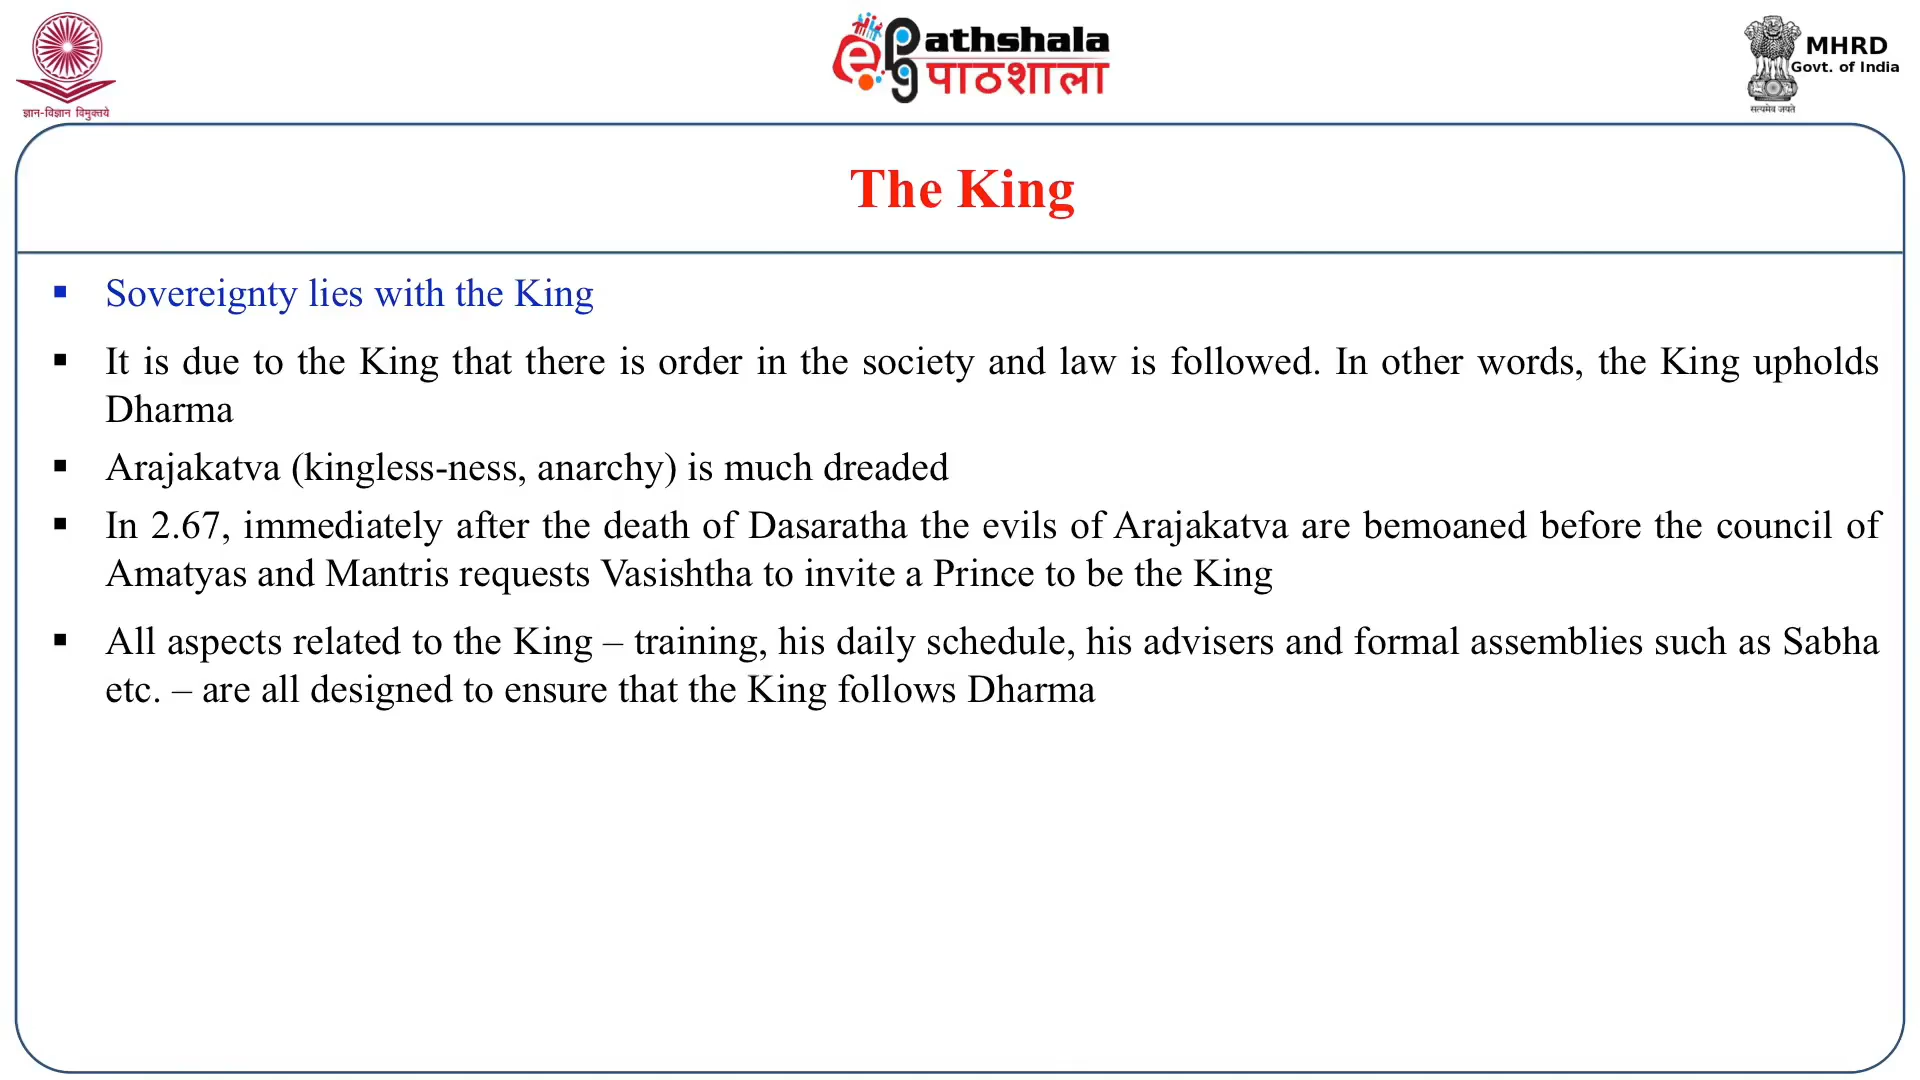 ज्ञान-विज्ञान विमुक्तये
ePgathshala
पाठशाला
MHRD
Govt. of India
सत्यमेव जयते
The King
▪ Sovereignty lies with the King
▪ It is due to the King that there is order in the society and law is followed. In other words, the King upholds
Dharma
▪ Arajakatva (kingless-ness, anarchy) is much dreaded
▪ In 2.67, immediately after the death of Dasaratha the evils of Arajakatva are bemoaned before the council of
Amatyas and Mantris requests Vasishtha to invite a Prince to be the King
▪ All aspects related to the King – training, his daily schedule, his advisers and formal assemblies such as Sabha
etc. – are all designed to ensure that the King follows Dharma